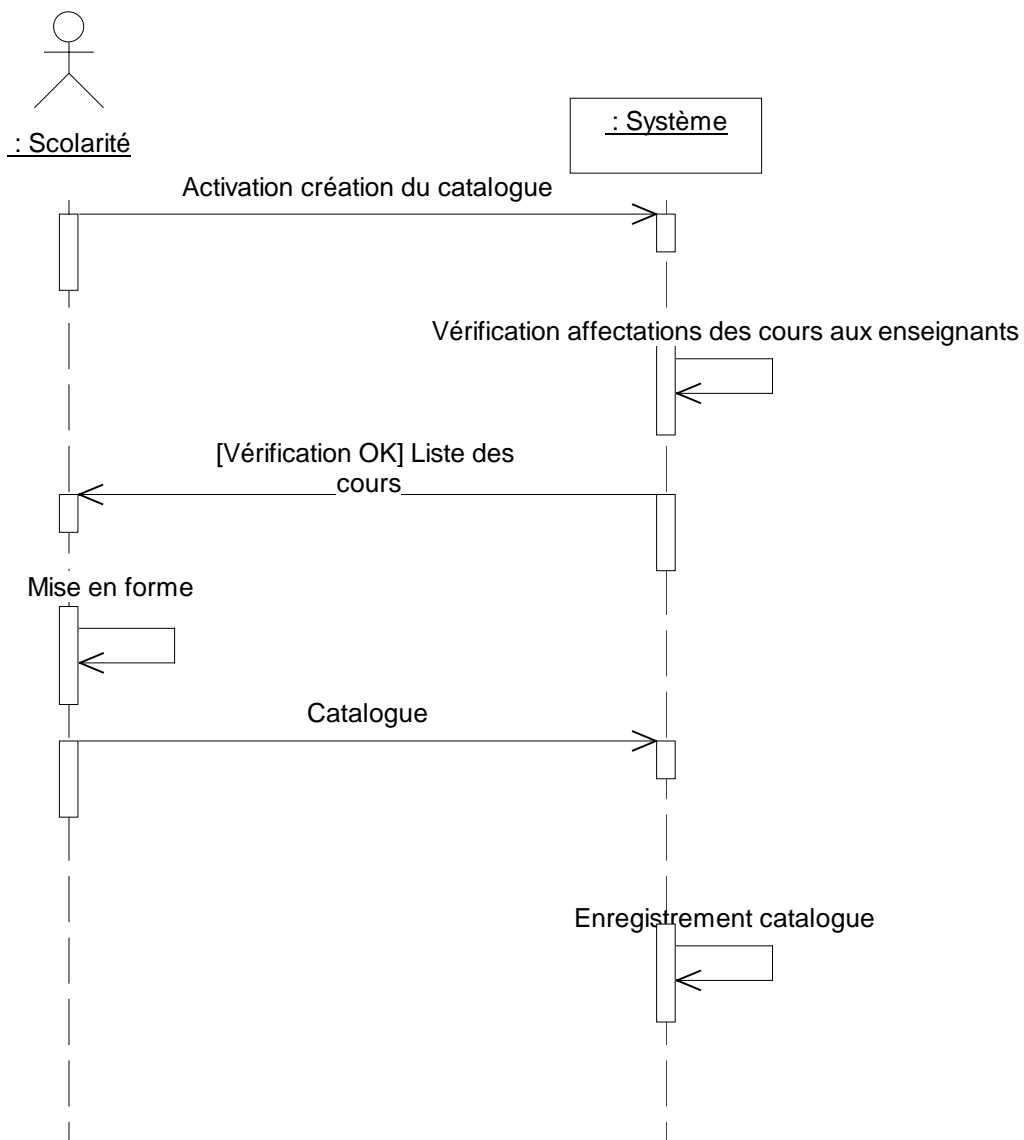 : Scolarité
: Système
Activation création du catalogue
Vérification affectations des cours aux enseignants
[Vérification OK] Liste des
cours
Mise en forme
Catalogue
Enregistrement catalogue